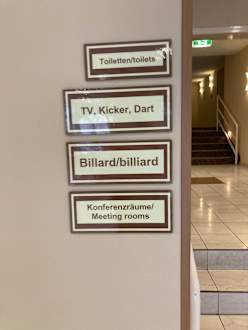 Toiletten/toilets
TV, Kicker, Dart
Billard/billiard
Konferenzräume/
Meeting rooms